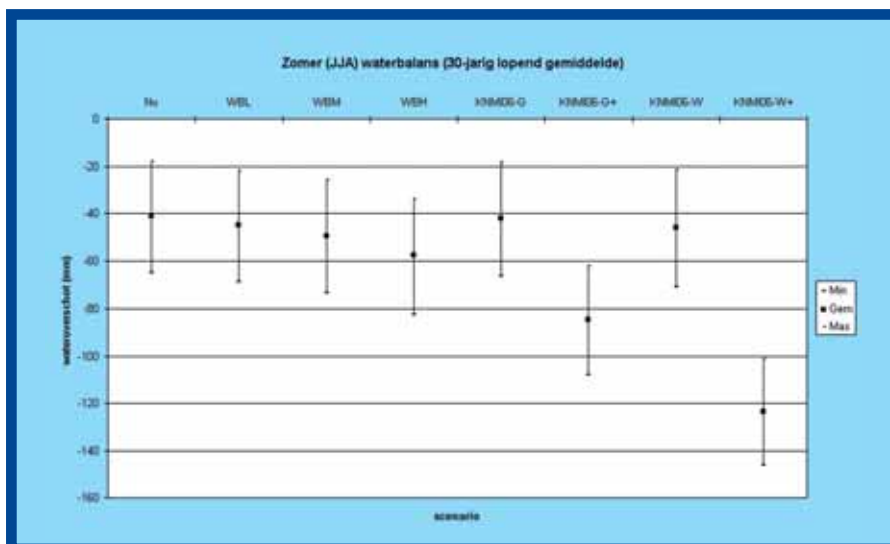 Zomer (JJA) waterbalans (30-jarig lopend gemiddelde)
Nu WBL WBM WBH KNMI06-G KNMI06-G+ KNMI06-W KNMI06-W+
0
-20
-40
-60
-80
-100
-120
-140
-160
wateroverschot (mm)
Min
Gem
Max
scenario